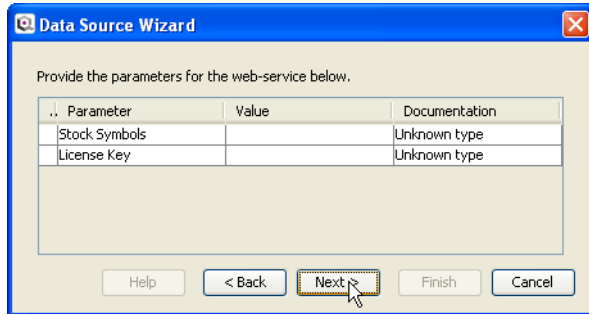 Data Source Wizard
Provide the parameters for the web-service below.
.. Parameter Value Documentation
Stock Symbols Unknown type
License Key Unknown type
Help < Back Next > Finish Cancel